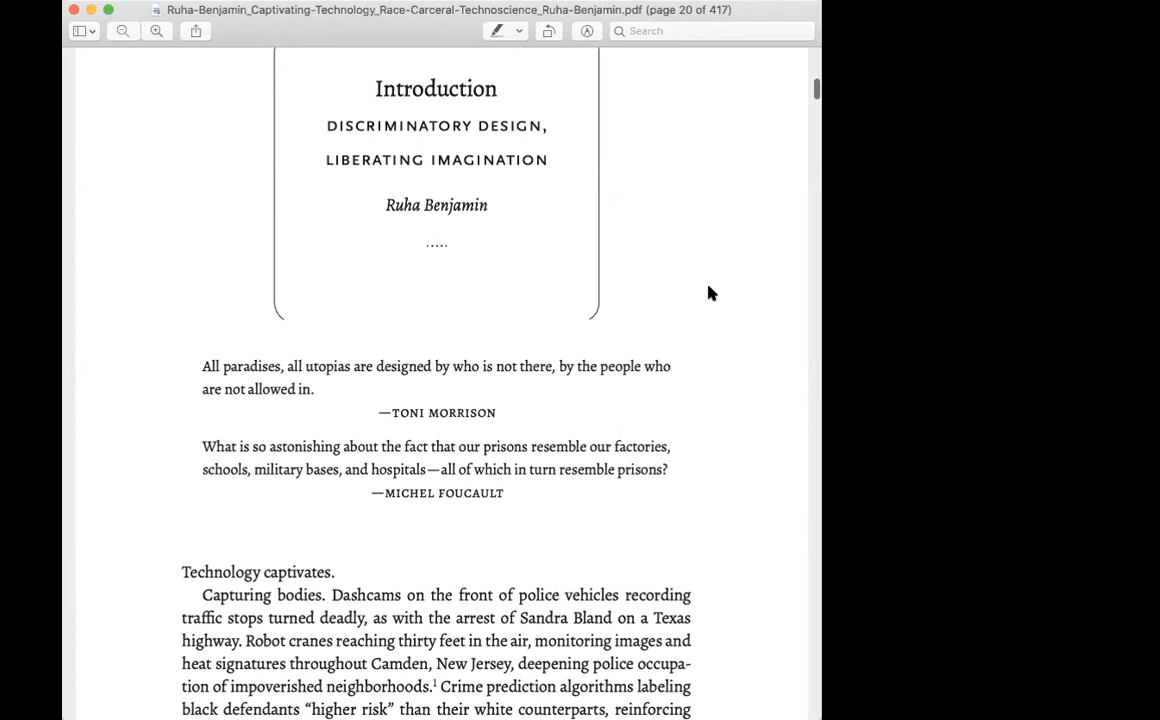 Ruha-Benjamin_Captivating-Technology_Race-Carceral-Technoscience_Ruha-Benjamin.pdf (page 20 of 417)
Search
Introduction
DISCRIMINATORY DESIGN,
LIBERATING IMAGINATION
Ruha Benjamin
.....
All paradises, all utopias are designed by who is not there, by the people who
are not allowed in.
—TONI MORRISON
What is so astonishing about the fact that our prisons resemble our factories,
schools, military bases, and hospitals—all of which in turn resemble prisons?
—MICHEL FOUCAULT
Technology captivates.
Capturing bodies. Dashcams on the front of police vehicles recording
traffic stops turned deadly, as with the arrest of Sandra Bland on a Texas
highway. Robot cranes reaching thirty feet in the air, monitoring images and
heat signatures throughout Camden, New Jersey, deepening police occupa-
tion of impoverished neighborhoods.¹ Crime prediction algorithms labeling
black defendants “higher risk” than their white counterparts, reinforcing